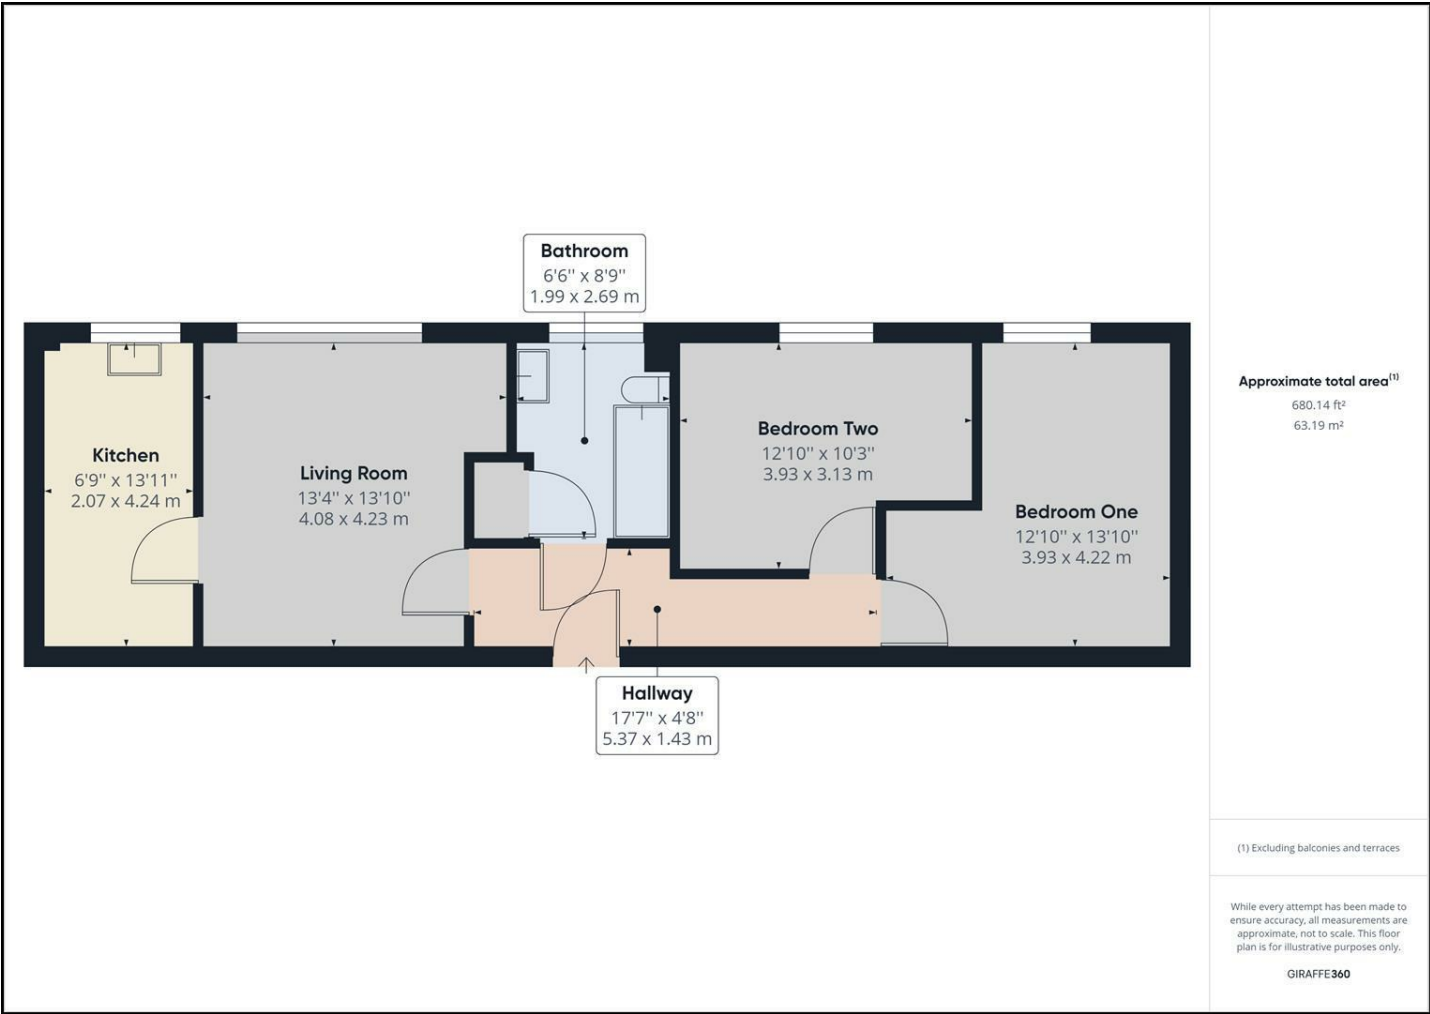 Bathroom
6'6'' x 8'9''
1.99 x 2.69 m
Kitchen
6'9'' x 13'11''
2.07 x 4.24 m
Living Room
13'4'' x 13'10''
4.08 x 4.23 m
Bedroom Two
12'10'' x 10'3''
3.93 x 3.13 m
Bedroom One
12'10'' x 13'10''
3.93 x 4.22 m
Hallway
17'7'' x 4'8''
5.37 x 1.43 m
Approximate total area(1)
680.14 ft²
63.19 m²
(1) Excluding balconies and terraces
While every attempt has been made to
ensure accuracy, all measurements are
approximate, not to scale. This floor
plan is for illustrative purposes only.
GIRAFFE360